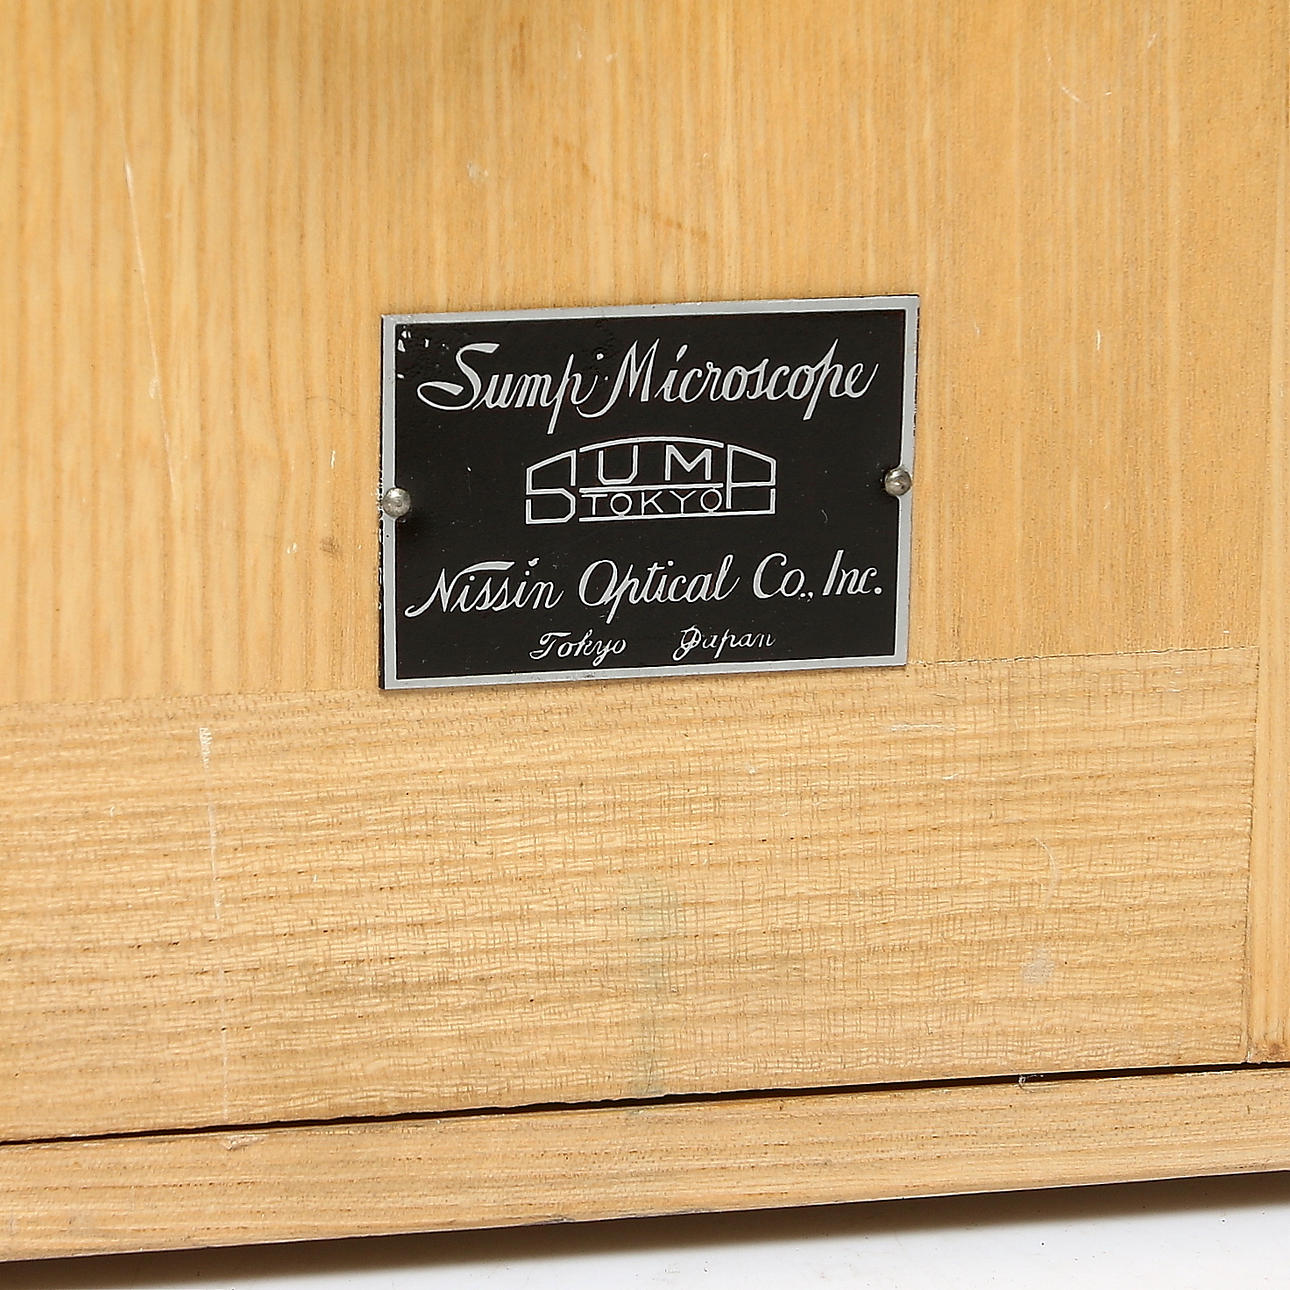 Sump Microscope
SUMP
TOKYO
Nissin Optical Co., Inc.
Tokyo Japan